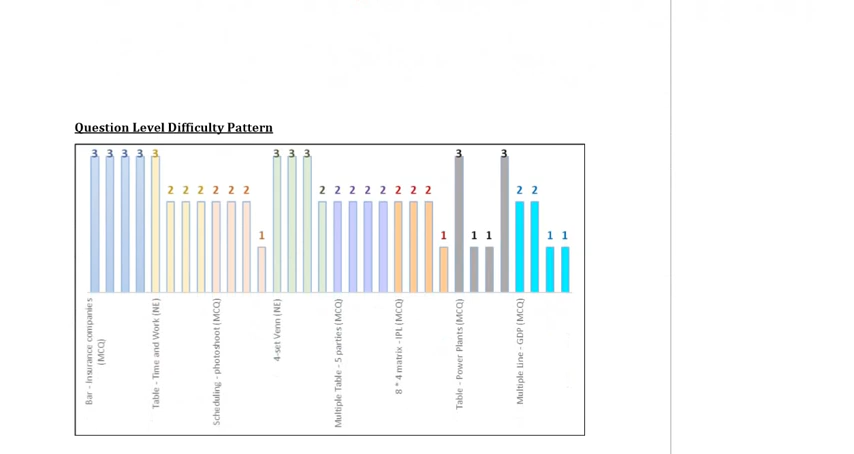 Question Level Difficulty Pattern
3 3 3 3 3 2 2 2 2 2 2 1 3 3 3 2 2 2 2 2 2 2 2 1 3 1 1 3 2 2 1 1
Bar - Insurance companies
(MCQ)
Table - Time and Work (NE)
Scheduling - photoshoot (MCQ)
4-set Venn (NE)
Multiple Table - 5 parties (MCQ)
8 * 4 matrix - IPL (MCQ)
Table - Power Plants (MCQ)
Multiple Line - GDP (MCQ)